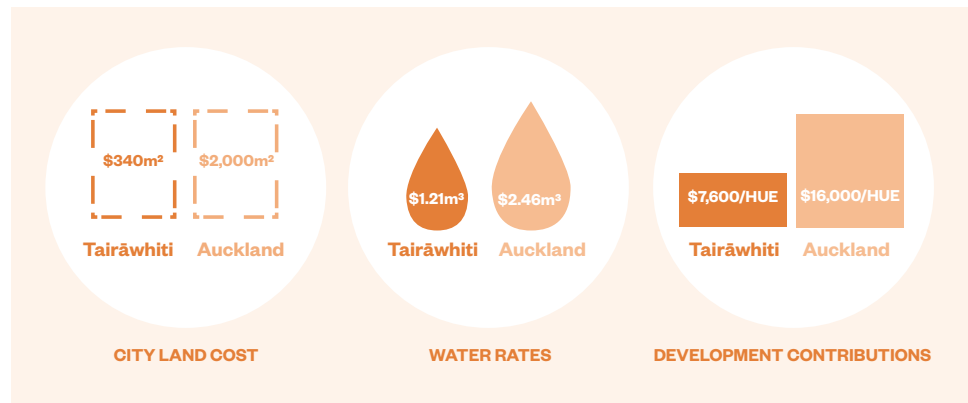 $340m²
$2,000m²
Tairāwhiti
Auckland
CITY LAND COST
$1.21m³
$2.46m³
Tairāwhiti
Auckland
WATER RATES
$7,600/HUE
$16,000/HUE
Tairāwhiti
Auckland
DEVELOPMENT CONTRIBUTIONS